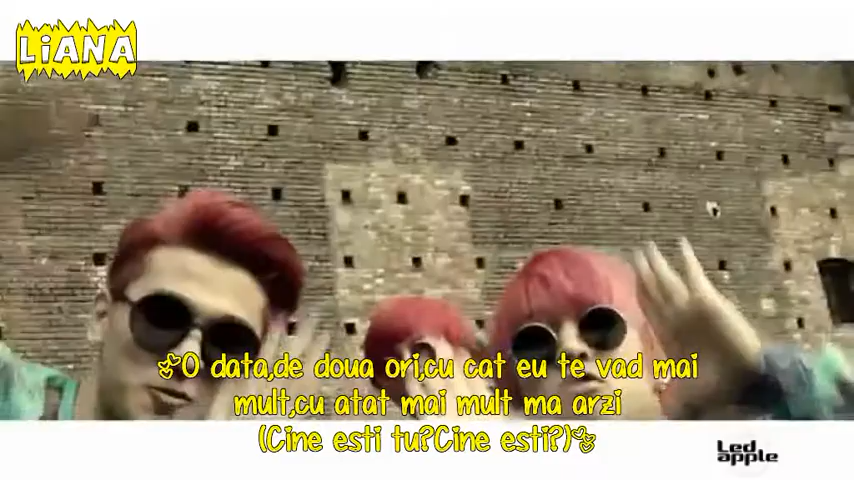 LiANA
O data,de doua ori,cu cat eu te vad mai
mult,cu atat mai mult ma arzi
(Cine esti tu?Cine esti?)
Led
apple